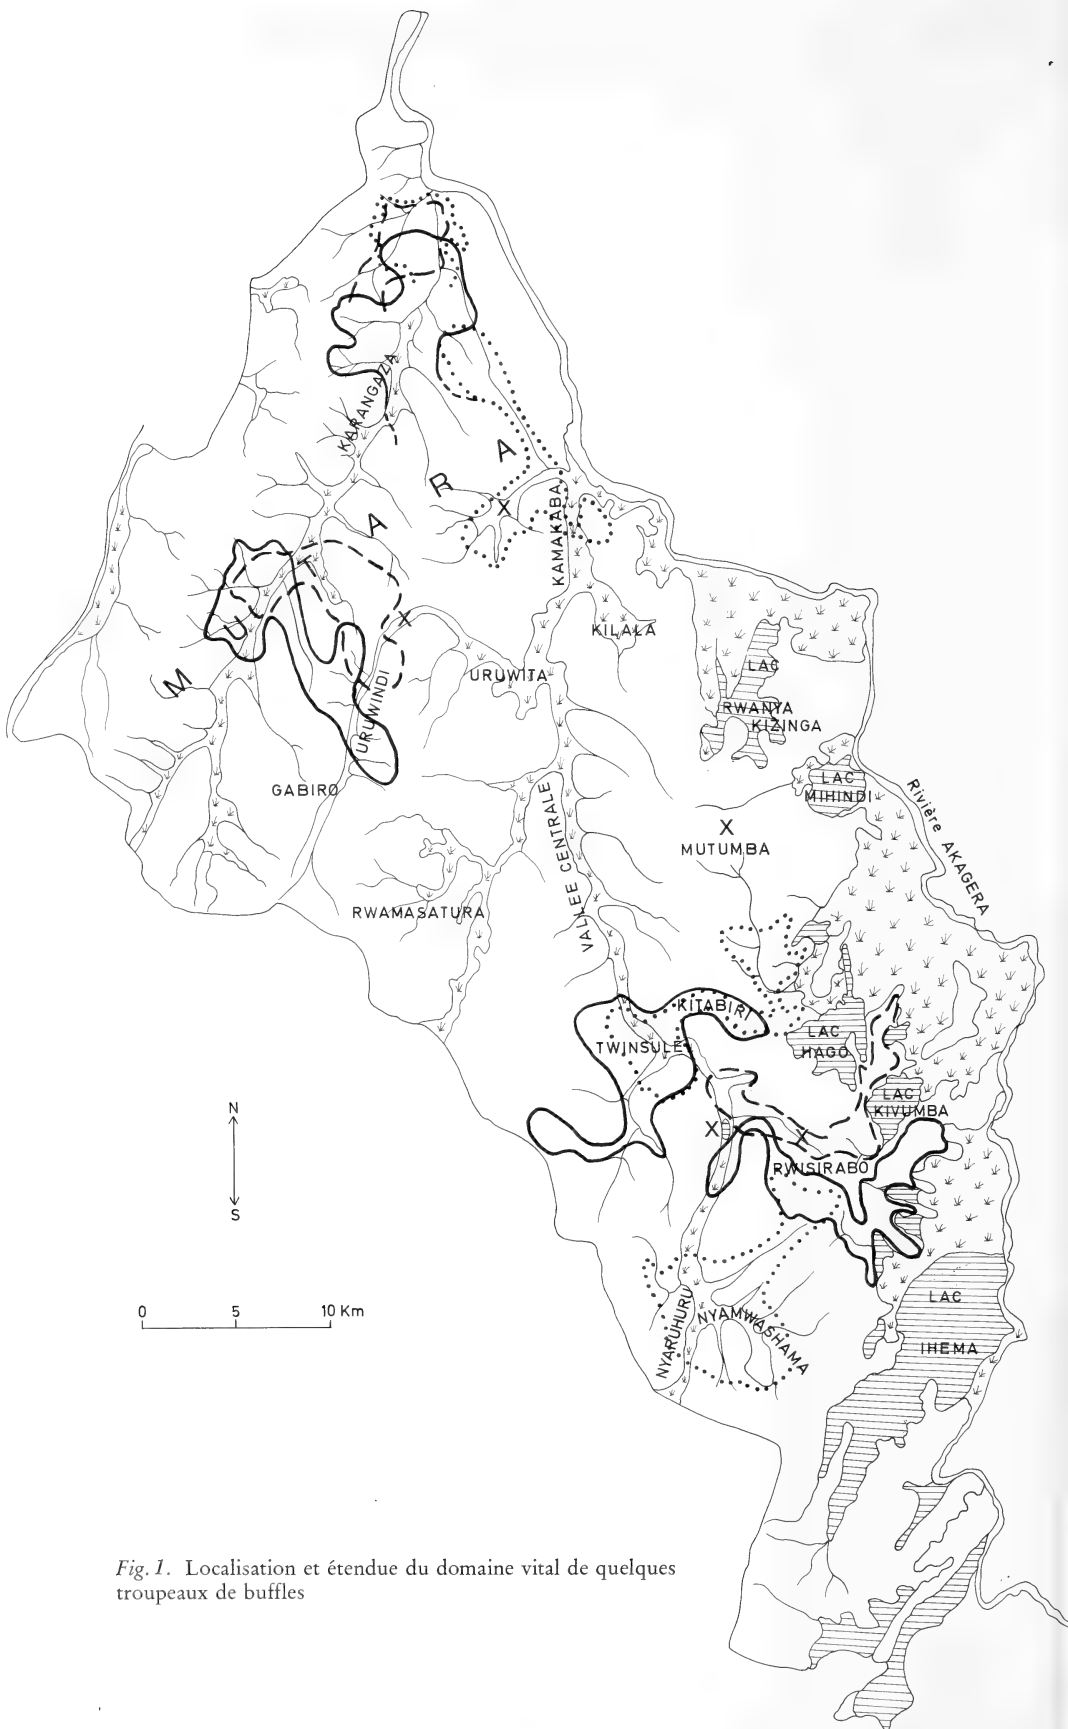 KARANGAZA
MUTARA
X
KAMAKABA
KILALA
X
URUWITA
URUWINDI
LAC
RWANYA
KIZINGA
GABIRO
LAC
MIHINDI
Rivière AKAGERA
VALLEE CENTRALE
X
MUTUMBA
RWAMASATURA
KITABIRI
TWINSULE
LAC
HAGO
LAC
KIVUMBA
X
X
RWISIRABO
N
S
0 5 10 Km
NYARUHURU
NYAMWASHAMA
LAC
IHEMA
Fig. 1. Localisation et étendue du domaine vital de quelques
troupeaux de buffles